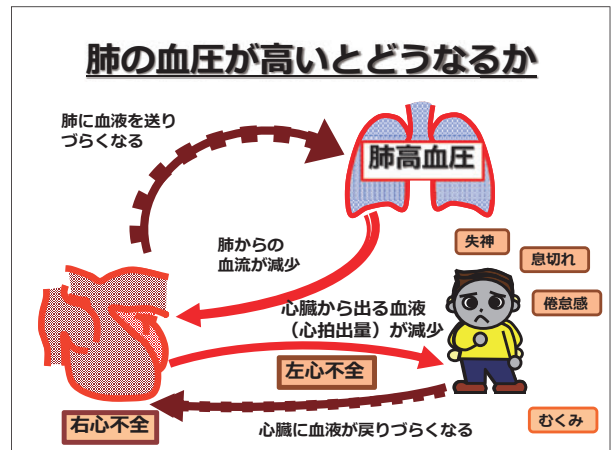 肺の血圧が高いとどうなるか
肺に血液を送り
づらくなる
肺高血圧
失神
息切れ
倦怠感
肺からの
血流が減少
心臓から出る血液
（心拍出量）が減少
左心不全
右心不全
心臓に血液が戻りづらくなる
むくみ